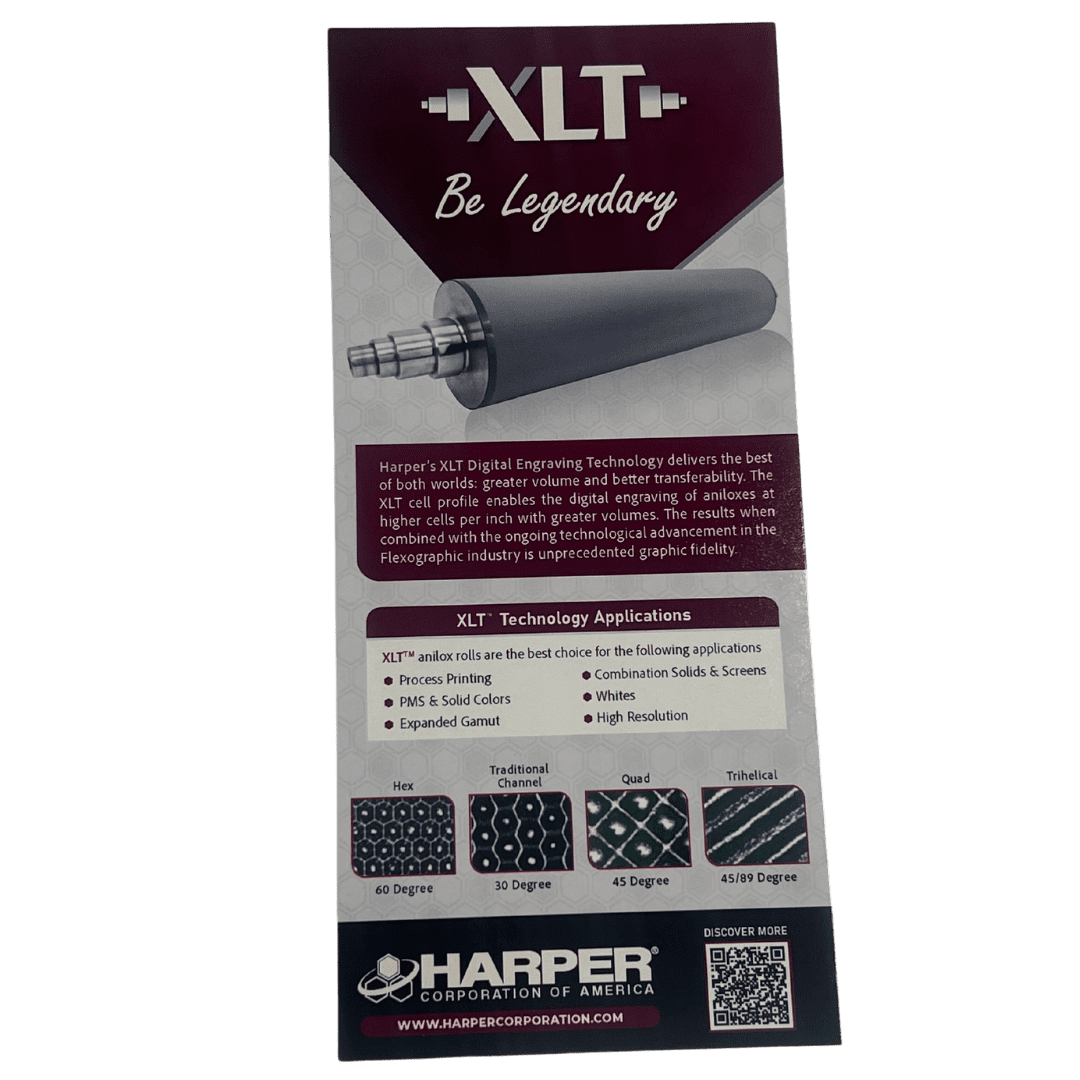 XLT
Be Legendary
Harper's XLT Digital Engraving Technology delivers the best
of both worlds: greater volume and better transferability. The
XLT cell profile enables the digital engraving of aniloxes at
higher cells per inch with greater volumes. The results when
combined with the ongoing technological advancement in the
Flexographic industry is unprecedented graphic fidelity.
XLT™ Technology Applications
XLT™ anilox rolls are the best choice for the following applications
Process Printing
PMS & Solid Colors
Expanded Gamut
Combination Solids & Screens
Whites
High Resolution
Hex
60 Degree
Traditional
Channel
30 Degree
Quad
45 Degree
Trihelical
45/89 Degree
HARPER®
CORPORATION OF AMERICA
WWW.HARPERCORPORATION.COM
DISCOVER MORE